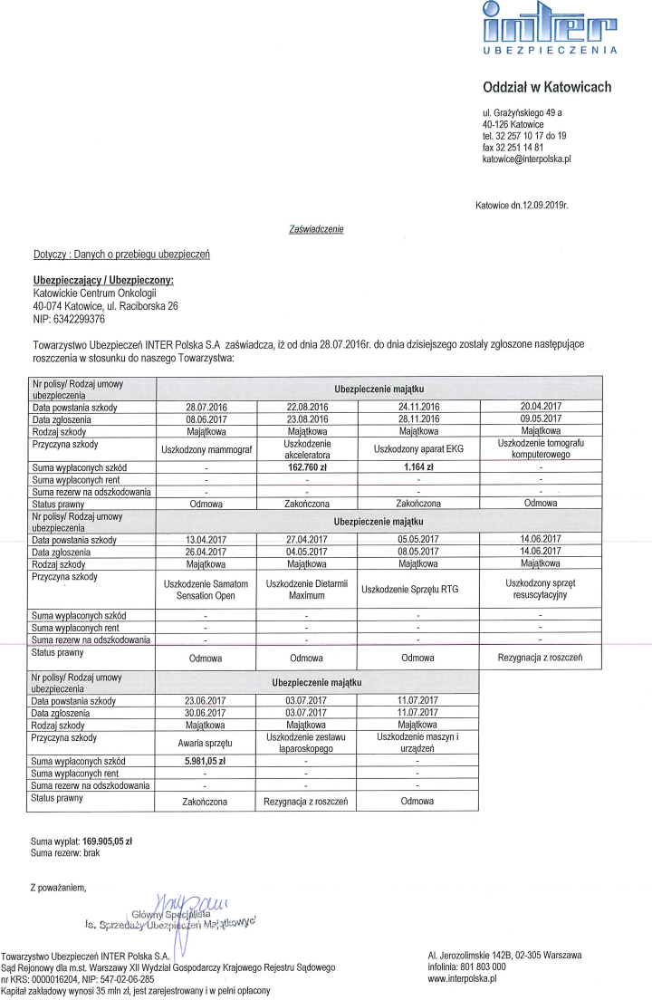 inter
UBEZPIECZENIA
Oddział w Katowicach
ul. Grażyńskiego 49 a
40-126 Katowice
tel. 32 257 10 17 do 19
fax 32 251 14 81
katowice@interpolska.pl
Katowice dn.12.09.2019r.
Zaświadczenie
Dotyczy : Danych o przebiegu ubezpieczeń
Ubezpieczający / Ubezpieczony:
Katowickie Centrum Onkologii
40-074 Katowice, ul. Raciborska 26
NIP: 6342299376
Towarzystwo Ubezpieczeń INTER Polska S.A zaświadcza, iż od dnia 28.07.2016r. do dnia dzisiejszego zostały zgłoszone następujące
roszczenia w stosunku do naszego Towarzystwa:
Nr polisy/ Rodzaj umowy
ubezpieczenia
Ubezpieczenie majątku
Data powstania szkody 28.07.2016 22.08.2016 24.11.2016 20.04.2017
Data zgłoszenia 08.06.2017 23.08.2016 28.11.2016 09.05.2017
Rodzaj szkody Majątkowa Majątkowa Majątkowa Majątkowa
Przyczyna szkody Uszkodzony mammograf Uszkodzenie akceleratora Uszkodzony aparat EKG Uszkodzenie tomografu komputerowego
Suma wypłaconych szkód - 162.760 zł 1.164 zł -
Suma wypłaconych rent - - - -
Suma rezerw na odszkodowania - - - -
Status prawny Odmowa Zakończona Zakończona Odmowa
Nr polisy/ Rodzaj umowy
ubezpieczenia
Ubezpieczenie majątku
Data powstania szkody 13.04.2017 27.04.2017 05.05.2017 14.06.2017
Data zgłoszenia 26.04.2017 04.05.2017 08.05.2017 14.06.2017
Rodzaj szkody Majątkowa Majątkowa Majątkowa Majątkowa
Przyczyna szkody Uszkodzenie Samatom Sensation Open Uszkodzenie Dietarmii Maximum Uszkodzenie Sprzętu RTG Uszkodzony sprzęt resuscytacyjny
Suma wypłaconych szkód - - - -
Suma wypłaconych rent - - - -
Suma rezerw na odszkodowania - - - -
Status prawny Odmowa Odmowa Odmowa Rezygnacja z roszczeń
Nr polisy/ Rodzaj umowy
ubezpieczenia
Ubezpieczenie majątku
Data powstania szkody 23.06.2017 03.07.2017 11.07.2017
Data zgłoszenia 30.06.2017 03.07.2017 11.07.2017
Rodzaj szkody Majątkowa Majątkowa Majątkowa
Przyczyna szkody Awaria sprzętu Uszkodzenie zestawu laparoskopego Uszkodzenie maszyn i urządzeń
Suma wypłaconych szkód 5.981,05 zł - -
Suma wypłaconych rent - - -
Suma rezerw na odszkodowania - - -
Status prawny Zakończona Rezygnacja z roszczeń Odmowa
Suma wypłat: 169.905,05 zł
Suma rezerw: brak
Z poważaniem,
Główny Specjalista
ds. Sprzedaży Ubezpieczeń Majątkowych
Towarzystwo Ubezpieczeń INTER Polska S.A.
Sąd Rejonowy dla m.st. Warszawy XII Wydział Gospodarczy Krajowego Rejestru Sądowego
nr KRS: 0000016204, NIP: 547-02-06-285
Kapitał zakładowy wynosi 35 mln zł, jest zarejestrowany i w pełni opłacony
Al. Jerozolimskie 142B, 02-305 Warszawa
infolinia: 801 803 000
www.interpolska.pl